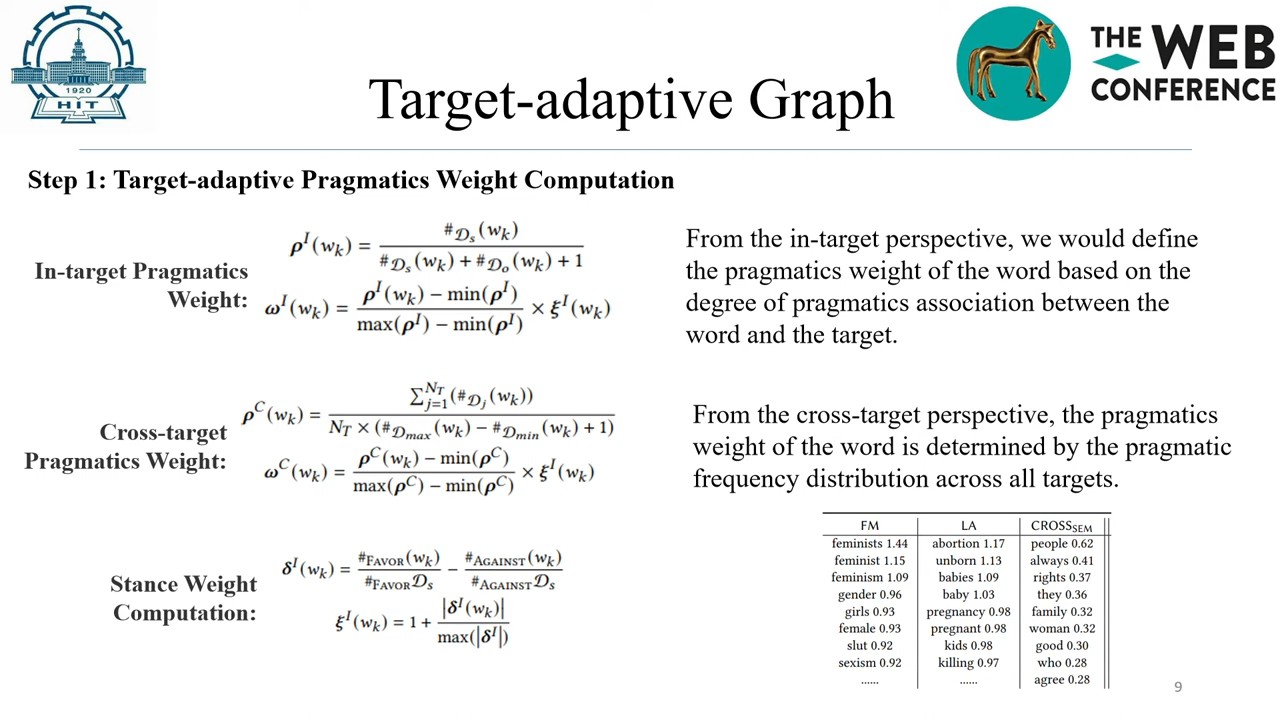 1920
HIT
THE WEB
CONFERENCE
Target-adaptive Graph
Step 1: Target-adaptive Pragmatics Weight Computation
In-target Pragmatics
Weight:
ρ^I(w_k) = #_{D_s}(w_k) / (#_{D_s}(w_k) + #_{D_o}(w_k) + 1)
ω^I(w_k) = (ρ^I(w_k) − min(ρ^I)) / (max(ρ^I) − min(ρ^I)) × ξ^I(w_k)
From the in-target perspective, we would define
the pragmatics weight of the word based on the
degree of pragmatics association between the
word and the target.
Cross-target
Pragmatics Weight:
ρ^C(w_k) = ∑_{j=1}^{N_T}(#_{D_j}(w_k)) / (N_T × (#_{D_max}(w_k) − #_{D_min}(w_k) + 1))
ω^C(w_k) = (ρ^C(w_k) − min(ρ^C)) / (max(ρ^C) − min(ρ^C)) × ξ^I(w_k)
From the cross-target perspective, the pragmatics
weight of the word is determined by the pragmatic
frequency distribution across all targets.
Stance Weight
Computation:
δ^I(w_k) = #FAVOR(w_k) / #FAVOR D_s − #AGAINST(w_k) / #AGAINST D_s
ξ^I(w_k) = 1 + |δ^I(w_k)| / max(|δ^I|)
FM LA CROSS_SEM
feminists 1.44 abortion 1.17 people 0.62
feminist 1.15 unborn 1.13 always 0.41
feminism 1.09 babies 1.09 rights 0.37
gender 0.96 baby 1.03 they 0.36
girls 0.93 pregnancy 0.98 family 0.32
female 0.93 pregnant 0.98 woman 0.32
slut 0.92 kids 0.98 good 0.30
sexism 0.92 killing 0.97 who 0.28
...... ...... agree 0.28
9